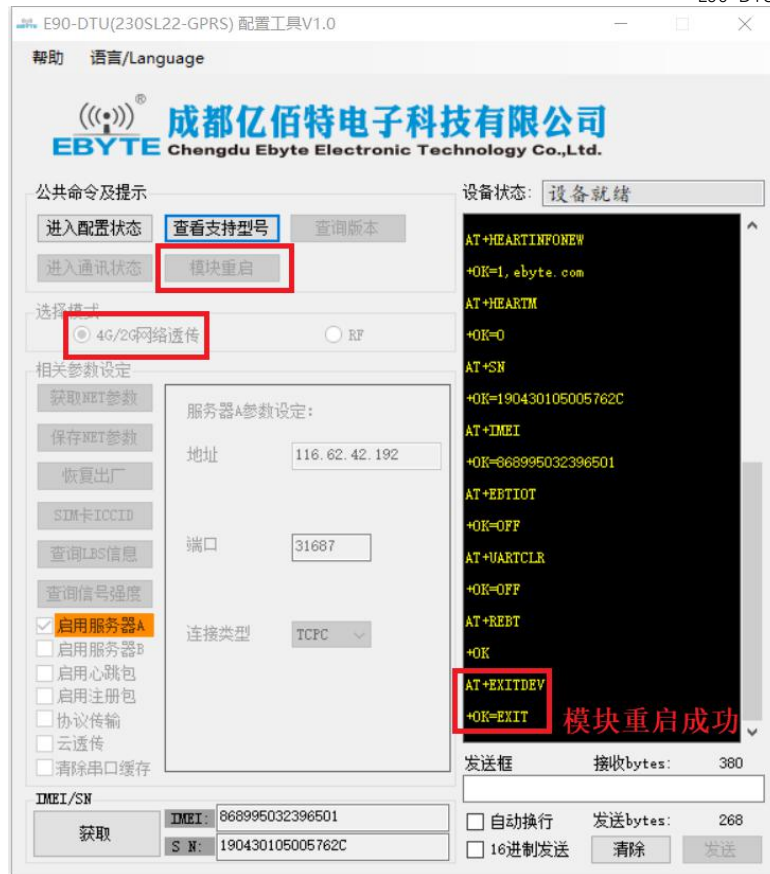 E90-DTU(230SL22-GPRS) 配置工具V1.0
帮助 语言/Language
EBYTE ®
成都亿佰特电子科技有限公司
Chengdu Ebyte Electronic Technology Co.,Ltd.
公共命令及提示
进入配置状态 查看支持型号 查询版本
进入通讯状态 模块重启
选择模式
4G/2G网络透传 RF
相关参数设定
获取NET参数
保存NET参数
恢复出厂
SIM卡ICCID
查询LBS信息
查询信号强度
启用服务器A
启用服务器B
启用心跳包
启用注册包
协议传输
云透传
清除串口缓存
服务器A参数设定:
地址 116.62.42.192
端口 31687
连接类型 TCPC
IMEI/SN
获取
IMEI: 868995032396501
S N: 190430105005762C
设备状态: 设备就绪
AT+HEARTINFONEW
+OK=1,ebyte.com
AT+HEARTM
+OK=0
AT+SN
+OK=190430105005762C
AT+IMEI
+OK=868995032396501
AT+EBTIOT
+OK=OFF
AT+UARTCLR
+OK=OFF
AT+REBT
+OK
AT+EXITDEV
+OK=EXIT
模块重启成功
发送框 接收bytes: 380
自动换行 发送bytes: 268
16进制发送 清除 发送